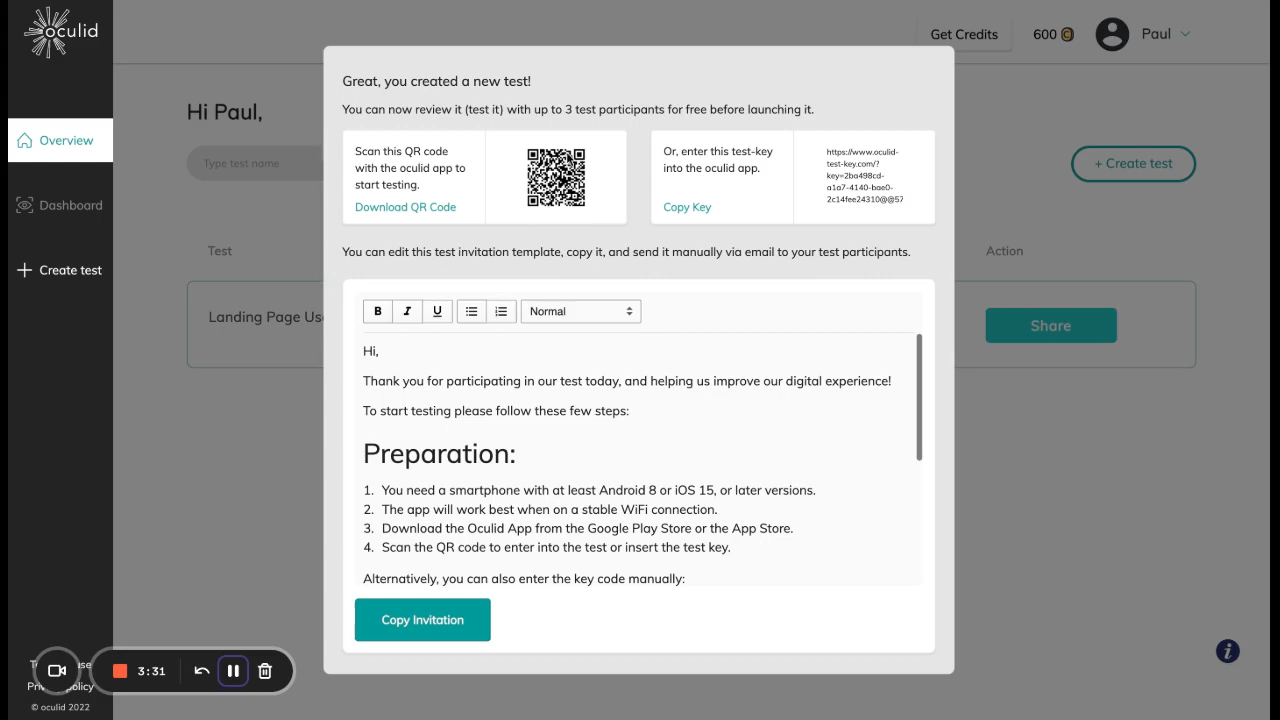 oculid
Get Credits
600
Paul
Hi Paul,
Overview
Type test name
+ Create test
Dashboard
Create test
Test
Action
Landing Page Us
Share
Great, you created a new test!
You can now review it (test it) with up to 3 test participants for free before launching it.
Scan this QR code
with the oculid app to
start testing.
Download QR Code
Or, enter this test-key
into the oculid app.
Copy Key
https://www.oculid-
test-key.com/?
key=2ba498cd-
a1a7-4140-bae0-
2c14fee24310@@57
You can edit this test invitation template, copy it, and send it manually via email to your test participants.
B I U
Normal
Hi,
Thank you for participating in our test today, and helping us improve our digital experience!
To start testing please follow these few steps:
Preparation:
1. You need a smartphone with at least Android 8 or iOS 15, or later versions.
2. The app will work best when on a stable WiFi connection.
3. Download the Oculid App from the Google Play Store or the App Store.
4. Scan the QR code to enter into the test or insert the test key.
Alternatively, you can also enter the key code manually:
Copy Invitation
3:31
© oculid 2022